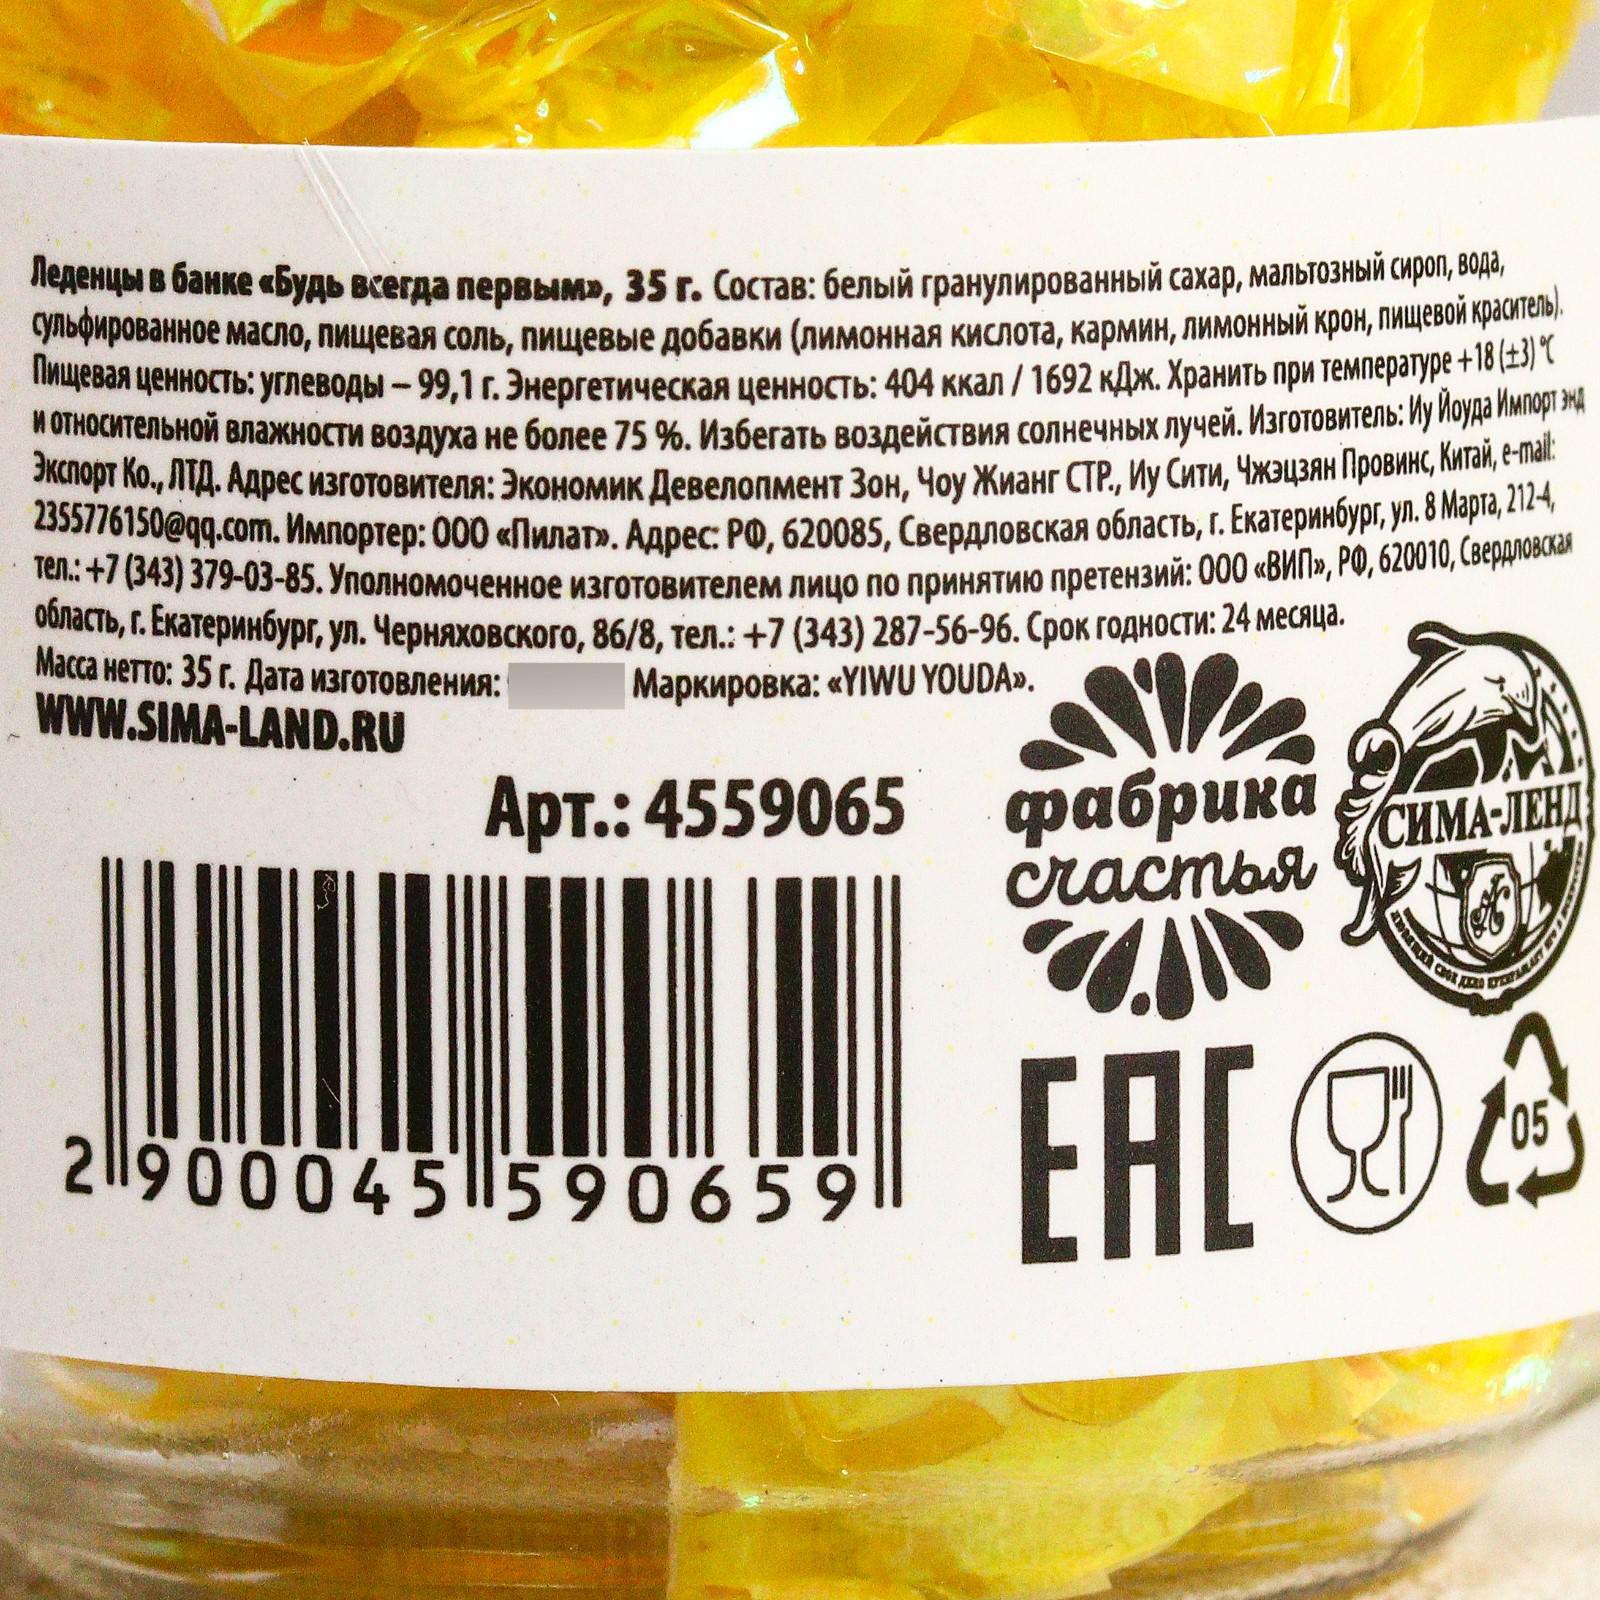 Леденцы в банке «Будь всегда первым», 35 г. Состав: белый гранулированный сахар, мальтозный сироп, вода,
сульфированное масло, пищевая соль, пищевые добавки (лимонная кислота, кармин, лимонный крон, пищевой краситель).
Пищевая ценность: углеводы – 99,1 г. Энергетическая ценность: 404 ккал / 1692 кДж. Хранить при температуре +18 (±3) °С
и относительной влажности воздуха не более 75 %. Избегать воздействия солнечных лучей. Изготовитель: Иу Йоуда Импорт энд
Экспорт Ко., ЛТД. Адрес изготовителя: Экономик Девелопмент Зон, Чоу Жианг СТР., Иу Сити, Чжэцзян Провинс, Китай, e-mail:
2355776150@qq.com. Импортер: ООО «Пилат». Адрес: РФ, 620085, Свердловская область, г. Екатеринбург, ул. 8 Марта, 212-4,
тел.: +7 (343) 379-03-85. Уполномоченное изготовителем лицо по принятию претензий: ООО «ВИП», РФ, 620010, Свердловская
область, г. Екатеринбург, ул. Черняховского, 86/8, тел.: +7 (343) 287-56-96. Срок годности: 24 месяца.
Масса нетто: 35 г. Дата изготовления: Маркировка: «YIWU YOUDA».
WWW.SIMA-LAND.RU
Арт.: 4559065
2 900045 590659
фабрика
счастья
СИМА-ЛЕНД
EAC
05